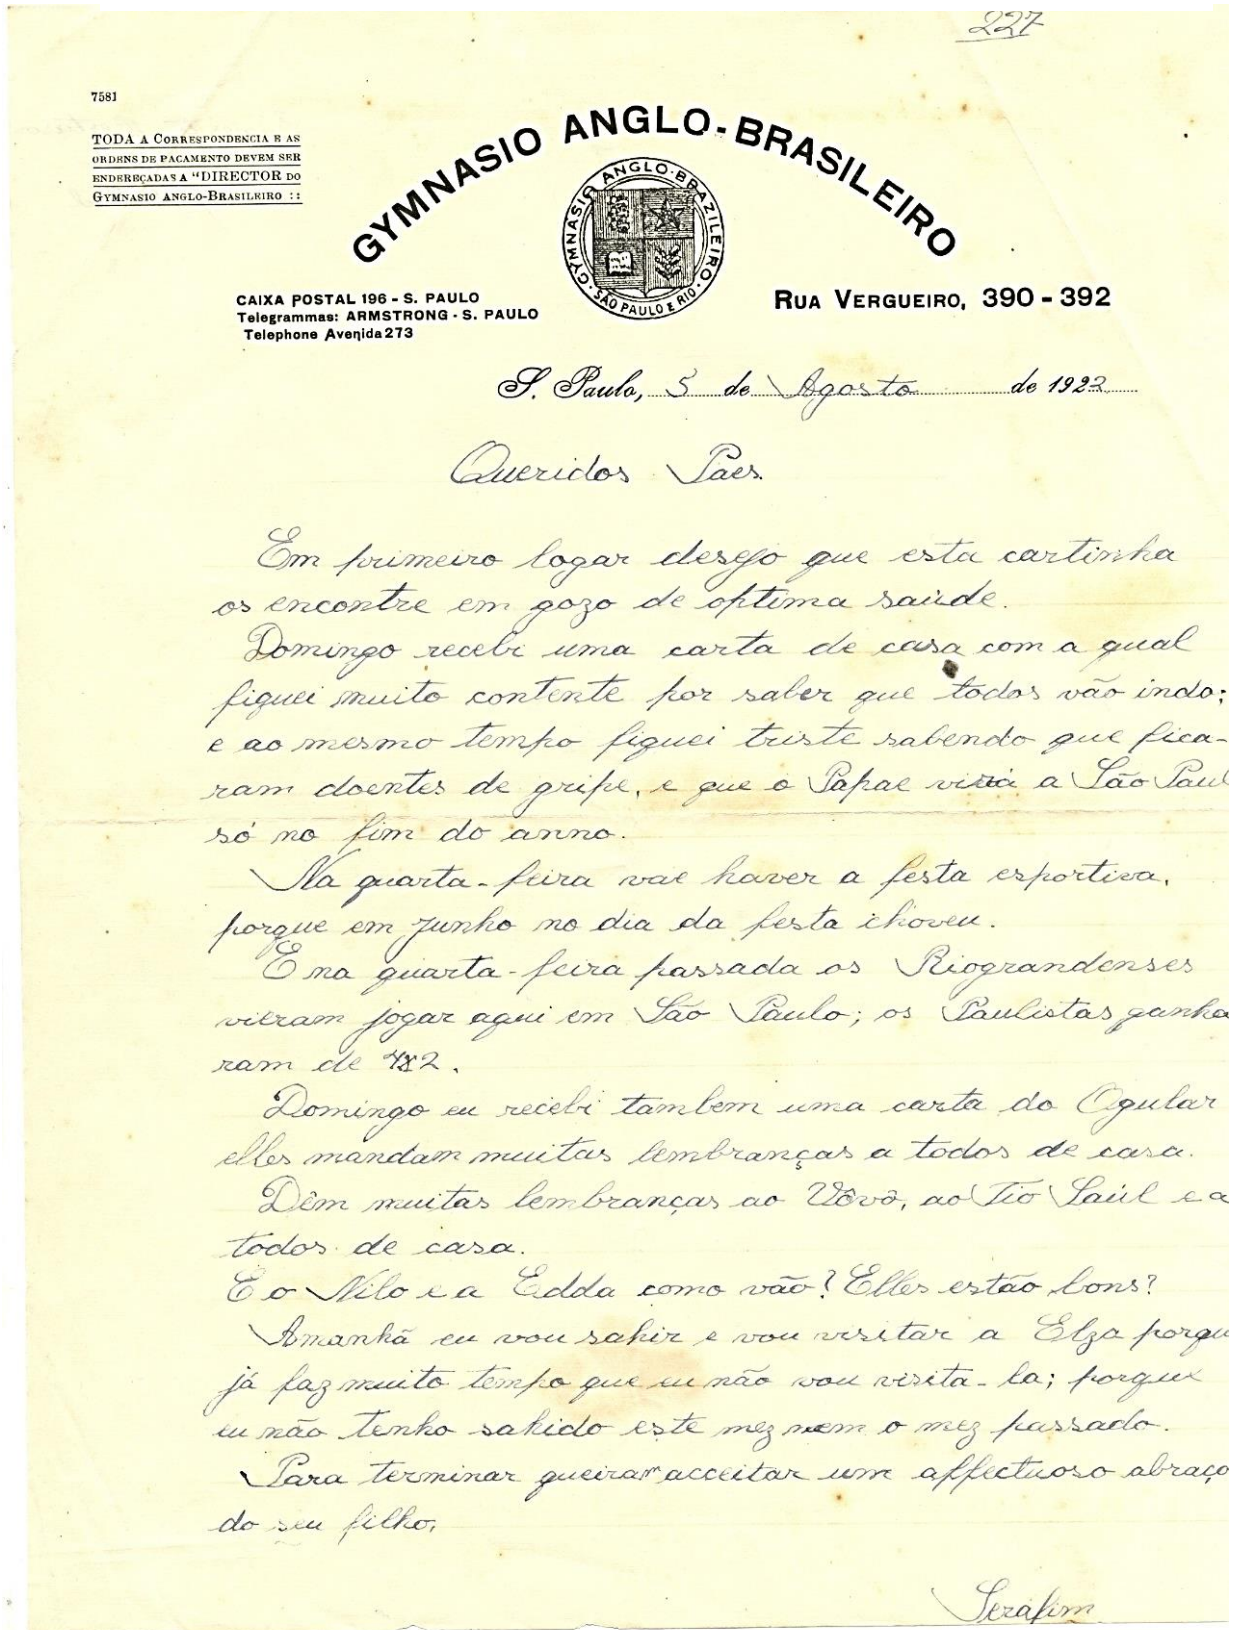 227
7581
TODA A CORRESPONDENCIA E AS
ORDENS DE PAGAMENTO DEVEM SER
ENDEREÇADAS A "DIRECTOR DO
GYMNASIO ANGLO-BRASILEIRO ::
GYMNASIO ANGLO-BRASILEIRO
GYMNASIO ANGLO-BRAZILEIRO · SÃO PAULO E RIO ·
CAIXA POSTAL 196 - S. PAULO
Telegrammas: ARMSTRONG - S. PAULO
Telephone Avenida 273
RUA VERGUEIRO, 390 - 392
S. Paulo, 5 de Agosto de 1922
Queridos Paes.
Em primeiro logar desejo que esta cartinha
os encontre em gozo de optima saúde.
Domingo recebi uma carta de casa com a qual
fiquei muito contente por saber que todos vão indo;
e ao mesmo tempo fiquei triste sabendo que fica-
ram doentes de gripe, e que o Papae virá a São Paul
só no fim do anno.
Na quarta-feira vae haver a festa esportiva,
porque em junho no dia da festa choveu.
E na quarta-feira passada os Riograndenses
vieram jogar aqui em São Paulo; os Paulistas ganha
ram de 4x2.
Domingo eu recebi tambem uma carta do Ogular
elles mandam muitas lembranças a todos de casa.
Dêm muitas lembranças ao Vôvô, ao Tio Saúl e a
todos de casa.
E o Nilo e a Edda como vão? Elles estão bons?
Amanhã eu vou sahir e vou visitar a Elza porqu
já faz muito tempo que eu não vou visita-la; porque
eu não tenho sahido este mez nem o mez passado.
Para terminar queiram acceitar um affectuoso abraço
do seu filho,
Serafim